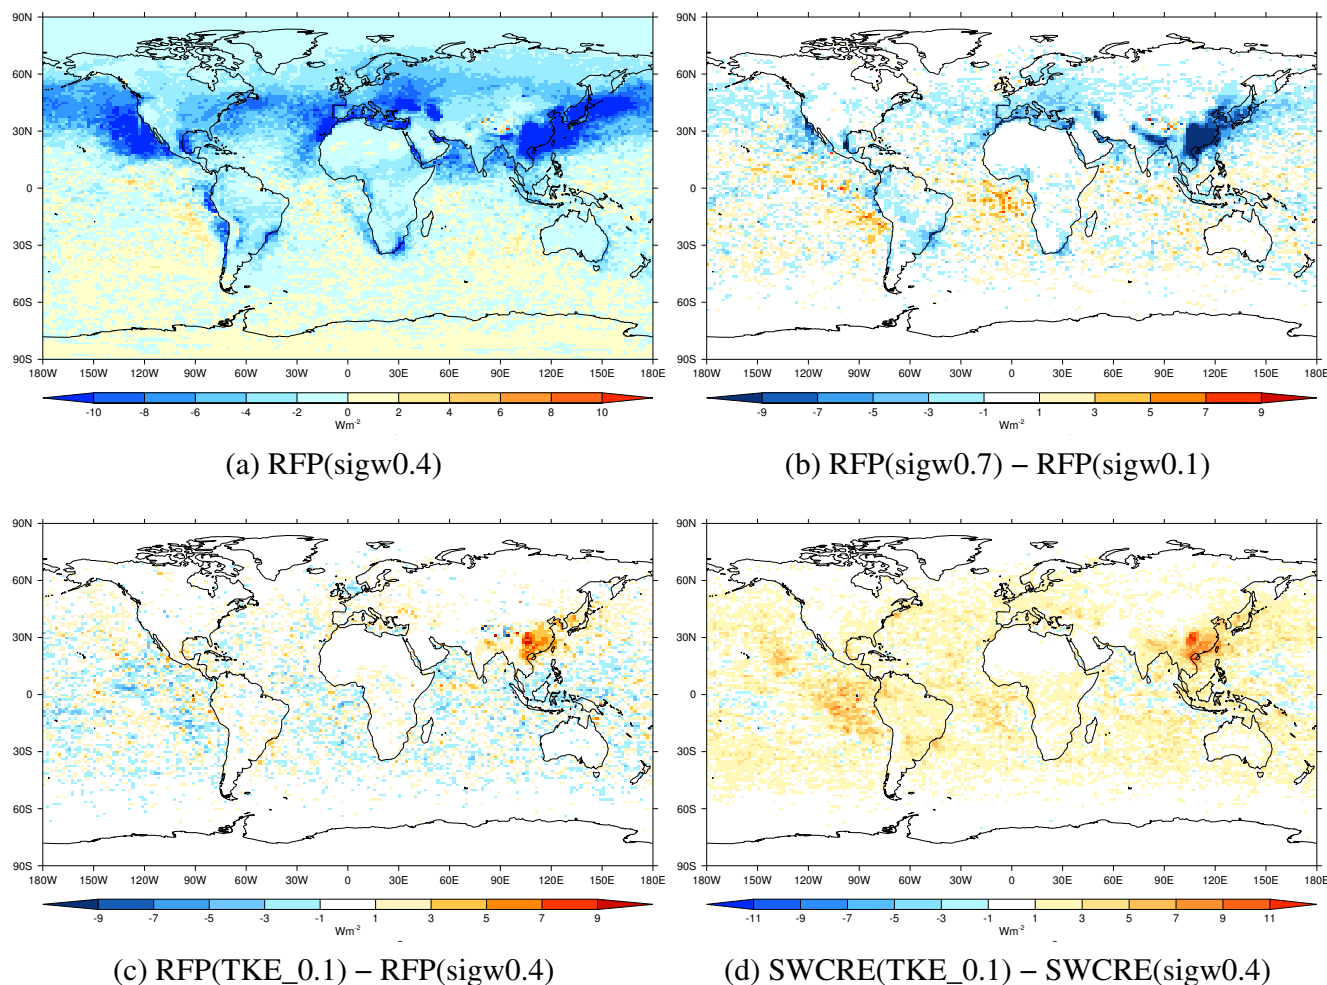 90N
60N
30N
0
30S
60S
90S
180W 150W 120W 90W 60W 30W 0 30E 60E 90E 120E 150E 180E
-10 -8 -6 -4 -2 0 2 4 6 8 10
Wm-2
(a) RFP(sigw0.4)
90N
60N
30N
0
30S
60S
90S
180W 150W 120W 90W 60W 30W 0 30E 60E 90E 120E 150E 180E
-9 -7 -5 -3 -1 1 3 5 7 9
Wm-2
(b) RFP(sigw0.7) – RFP(sigw0.1)
90N
60N
30N
0
30S
60S
90S
180W 150W 120W 90W 60W 30W 0 30E 60E 90E 120E 150E 180E
-9 -7 -5 -3 -1 1 3 5 7 9
Wm-2
(c) RFP(TKE_0.1) – RFP(sigw0.4)
90N
60N
30N
0
30S
60S
90S
180W 150W 120W 90W 60W 30W 0 30E 60E 90E 120E 150E 180E
-11 -9 -7 -5 -3 -1 1 3 5 7 9 11
Wm-2
(d) SWCRE(TKE_0.1) – SWCRE(sigw0.4)